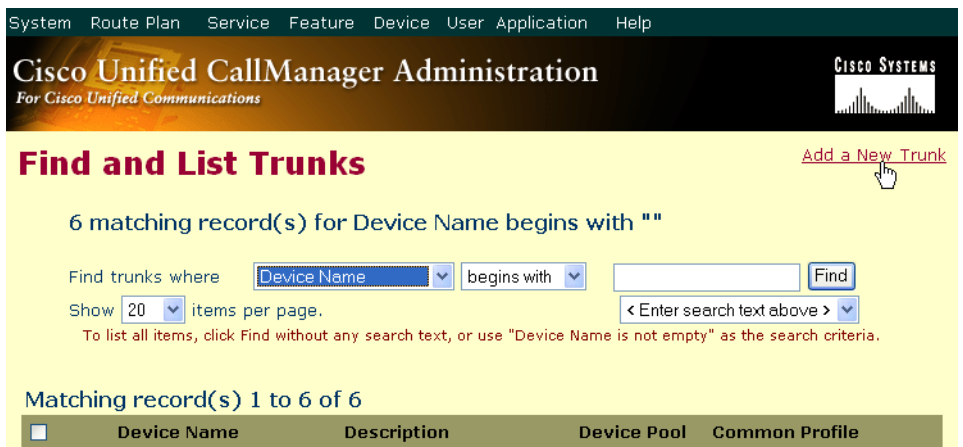 System Route Plan Service Feature Device User Application Help
Cisco Unified CallManager Administration
For Cisco Unified Communications
CISCO SYSTEMS
Find and List Trunks
Add a New Trunk
6 matching record(s) for Device Name begins with ""
Find trunks where Device Name begins with Find
Show 20 items per page. < Enter search text above >
To list all items, click Find without any search text, or use "Device Name is not empty" as the search criteria.
Matching record(s) 1 to 6 of 6
Device Name Description Device Pool Common Profile